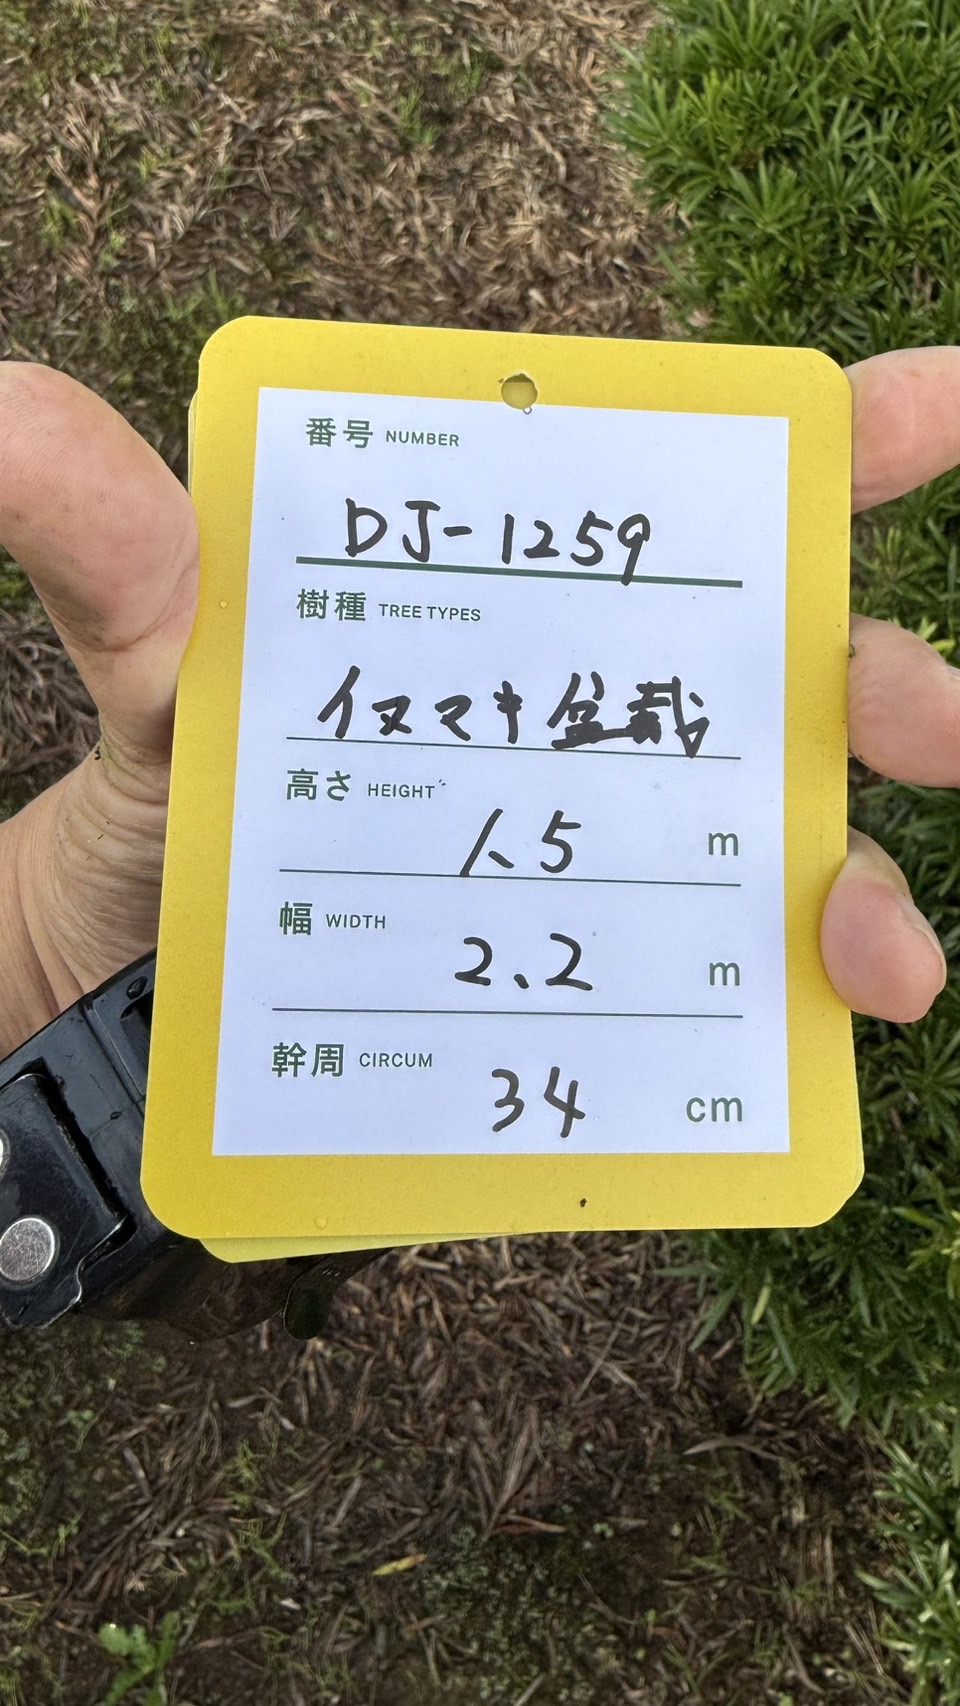 番号 NUMBER
DJ-1259
樹種 TREE TYPES
イヌマキ盆栽
高さ HEIGHT
1.5 m
幅 WIDTH
2.2 m
幹周 CIRCUM
34 cm